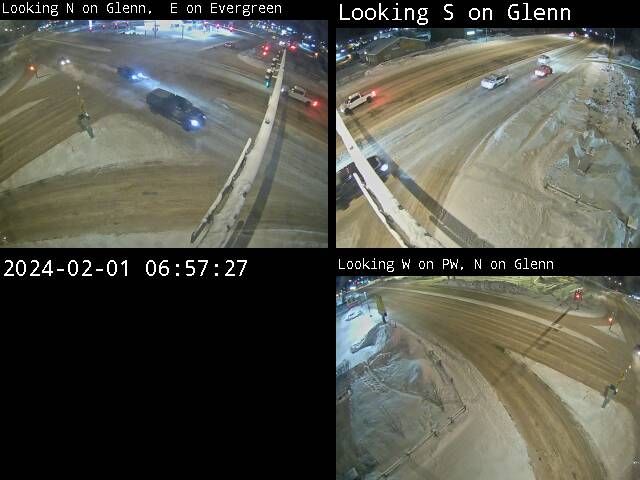 Looking N on Glenn,  E on Evergreen
Looking S on Glenn
2024-02-01 06:57:27
Looking W on PW, N on Glenn